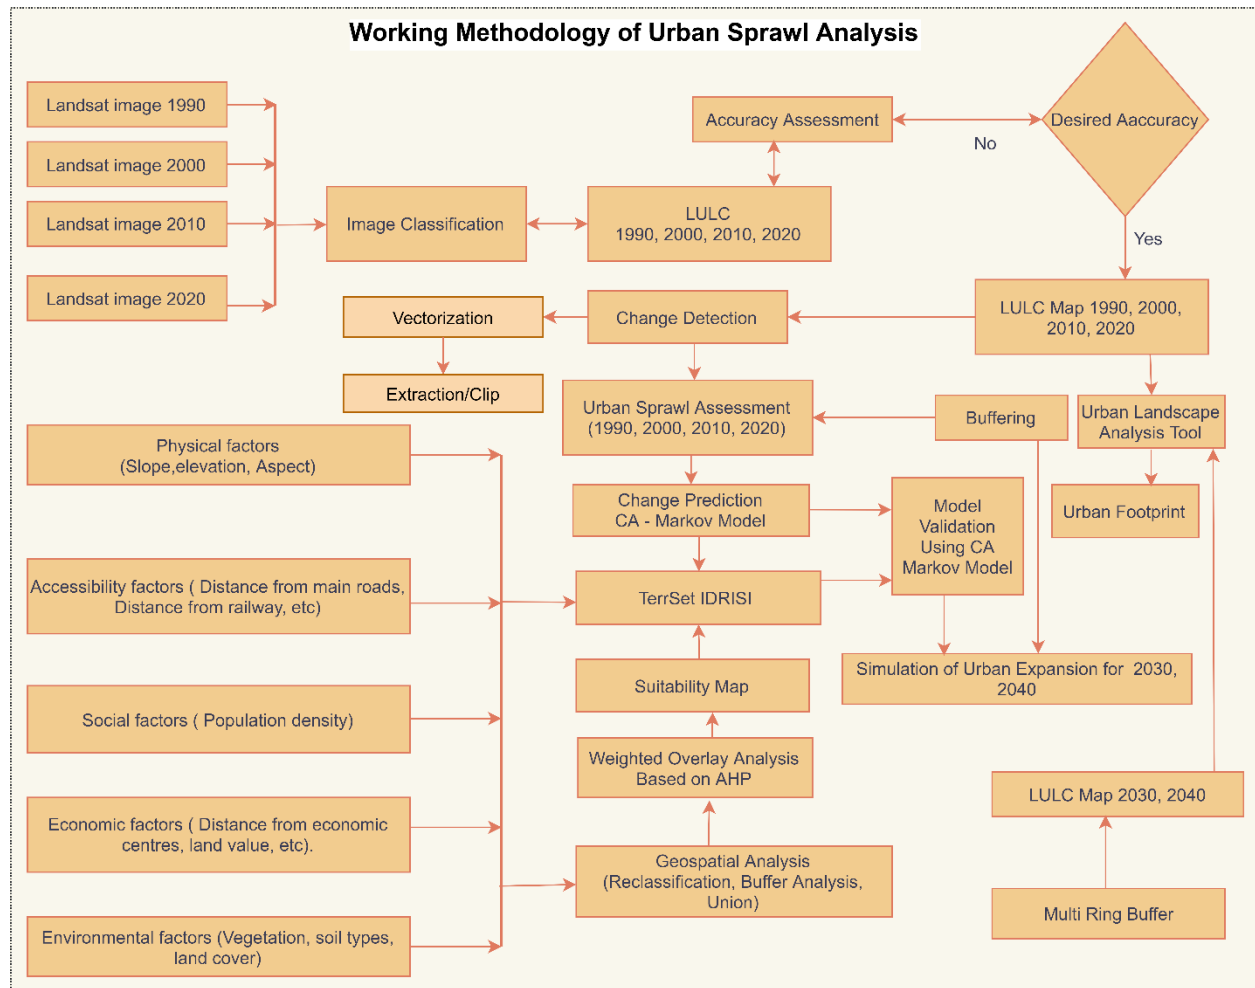 Working Methodology of Urban Sprawl Analysis
Landsat image 1990
Landsat image 2000
Landsat image 2010
Landsat image 2020
Image Classification
LULC
1990, 2000, 2010, 2020
Accuracy Assessment
No
Desired Aaccuracy
Yes
LULC Map 1990, 2000,
2010, 2020
Change Detection
Vectorization
Extraction/Clip
Urban Sprawl Assessment
(1990, 2000, 2010, 2020)
Buffering
Urban Landscape
Analysis Tool
Urban Footprint
Physical factors
(Slope,elevation, Aspect)
Change Prediction
CA - Markov Model
Model
Validation
Using CA
Markov Model
Accessibility factors ( Distance from main roads,
Distance from railway, etc)
TerrSet IDRISI
Simulation of Urban Expansion for 2030,
2040
Suitability Map
Social factors ( Population density)
Weighted Overlay Analysis
Based on AHP
LULC Map 2030, 2040
Economic factors ( Distance from economic
centres, land value, etc).
Geospatial Analysis
(Reclassification, Buffer Analysis,
Union)
Multi Ring Buffer
Environmental factors (Vegetation, soil types,
land cover)